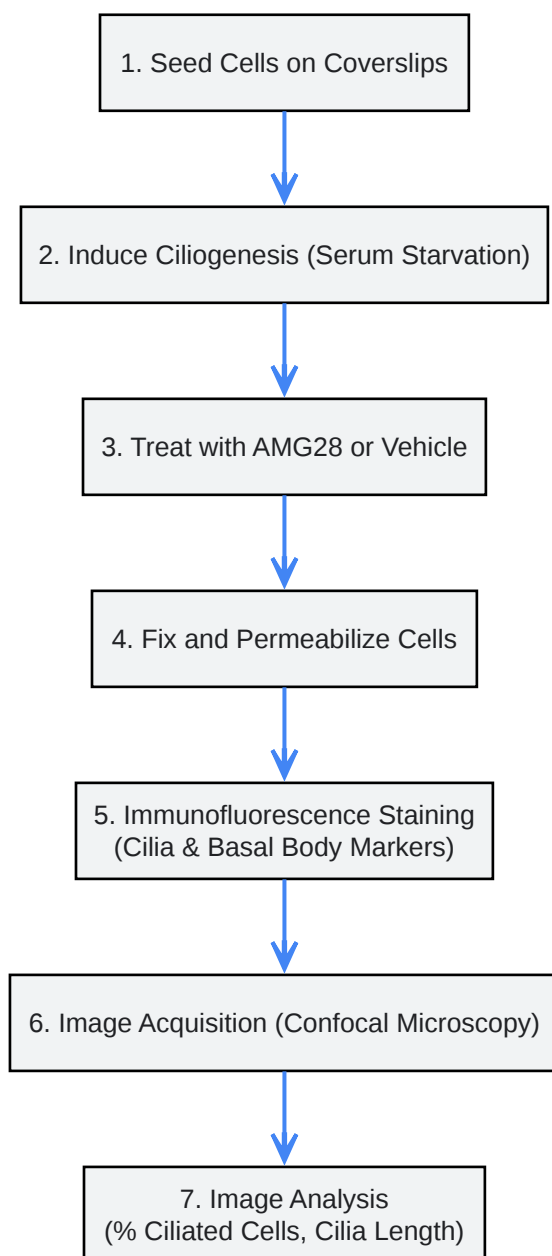 1. Seed Cells on Coverslips
2. Induce Ciliogenesis (Serum Starvation)
3. Treat with AMG28 or Vehicle
4. Fix and Permeabilize Cells
5. Immunofluorescence Staining
(Cilia & Basal Body Markers)
6. Image Acquisition (Confocal Microscopy)
7. Image Analysis
(% Ciliated Cells, Cilia Length)